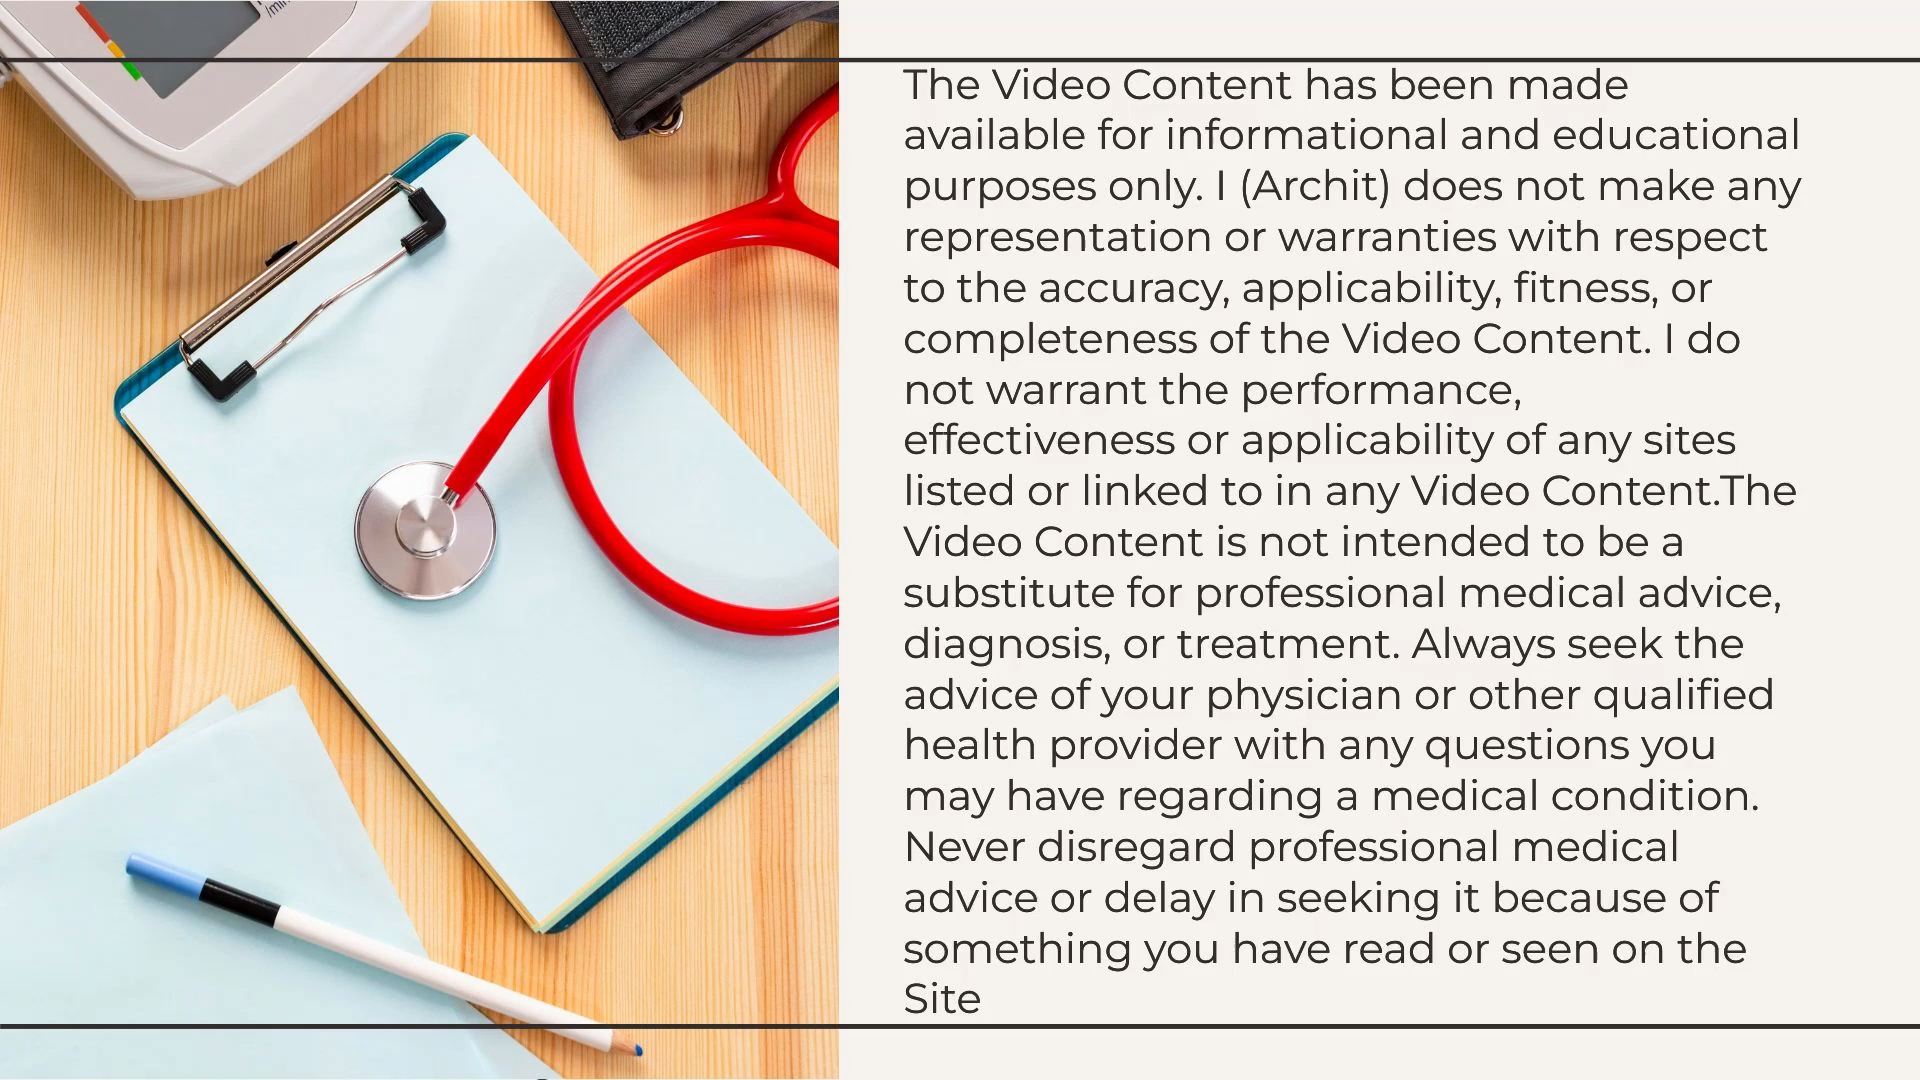 /min
The Video Content has been made
available for informational and educational
purposes only. I (Archit) does not make any
representation or warranties with respect
to the accuracy, applicability, fitness, or
completeness of the Video Content. I do
not warrant the performance,
effectiveness or applicability of any sites
listed or linked to in any Video Content.The
Video Content is not intended to be a
substitute for professional medical advice,
diagnosis, or treatment. Always seek the
advice of your physician or other qualified
health provider with any questions you
may have regarding a medical condition.
Never disregard professional medical
advice or delay in seeking it because of
something you have read or seen on the
Site